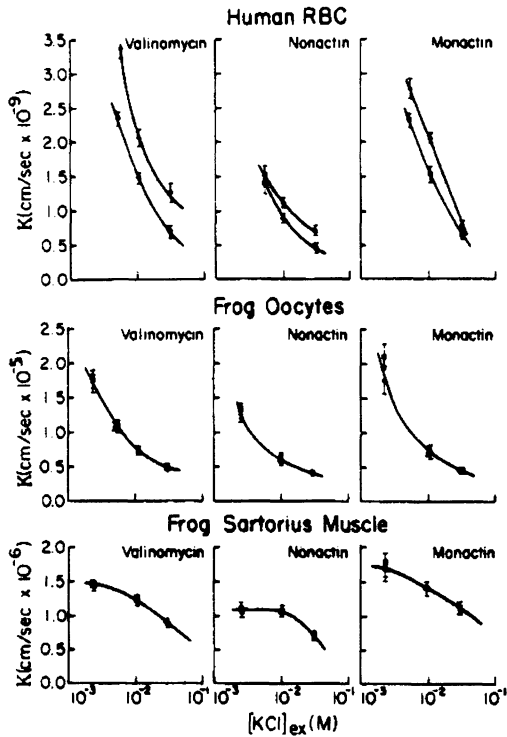 Human RBC
Valinomycin Nonactin Monactin
K(cm/sec x 10-9)
3.5
3.0
2.5
2.0
1.5
1.0
0.5
0.0
Frog Oocytes
Valinomycin Nonactin Monactin
K(cm/sec x 10-5)
2.5
2.0
1.5
1.0
0.5
0.0
Frog Sartorius Muscle
Valinomycin Nonactin Monactin
K(cm/sec x 10-6)
2.0
1.5
1.0
0.5
0.0
10-3 10-2 10-1 10-3 10-2 10-1 10-3 10-2 10-1
[KCl]ex(M)